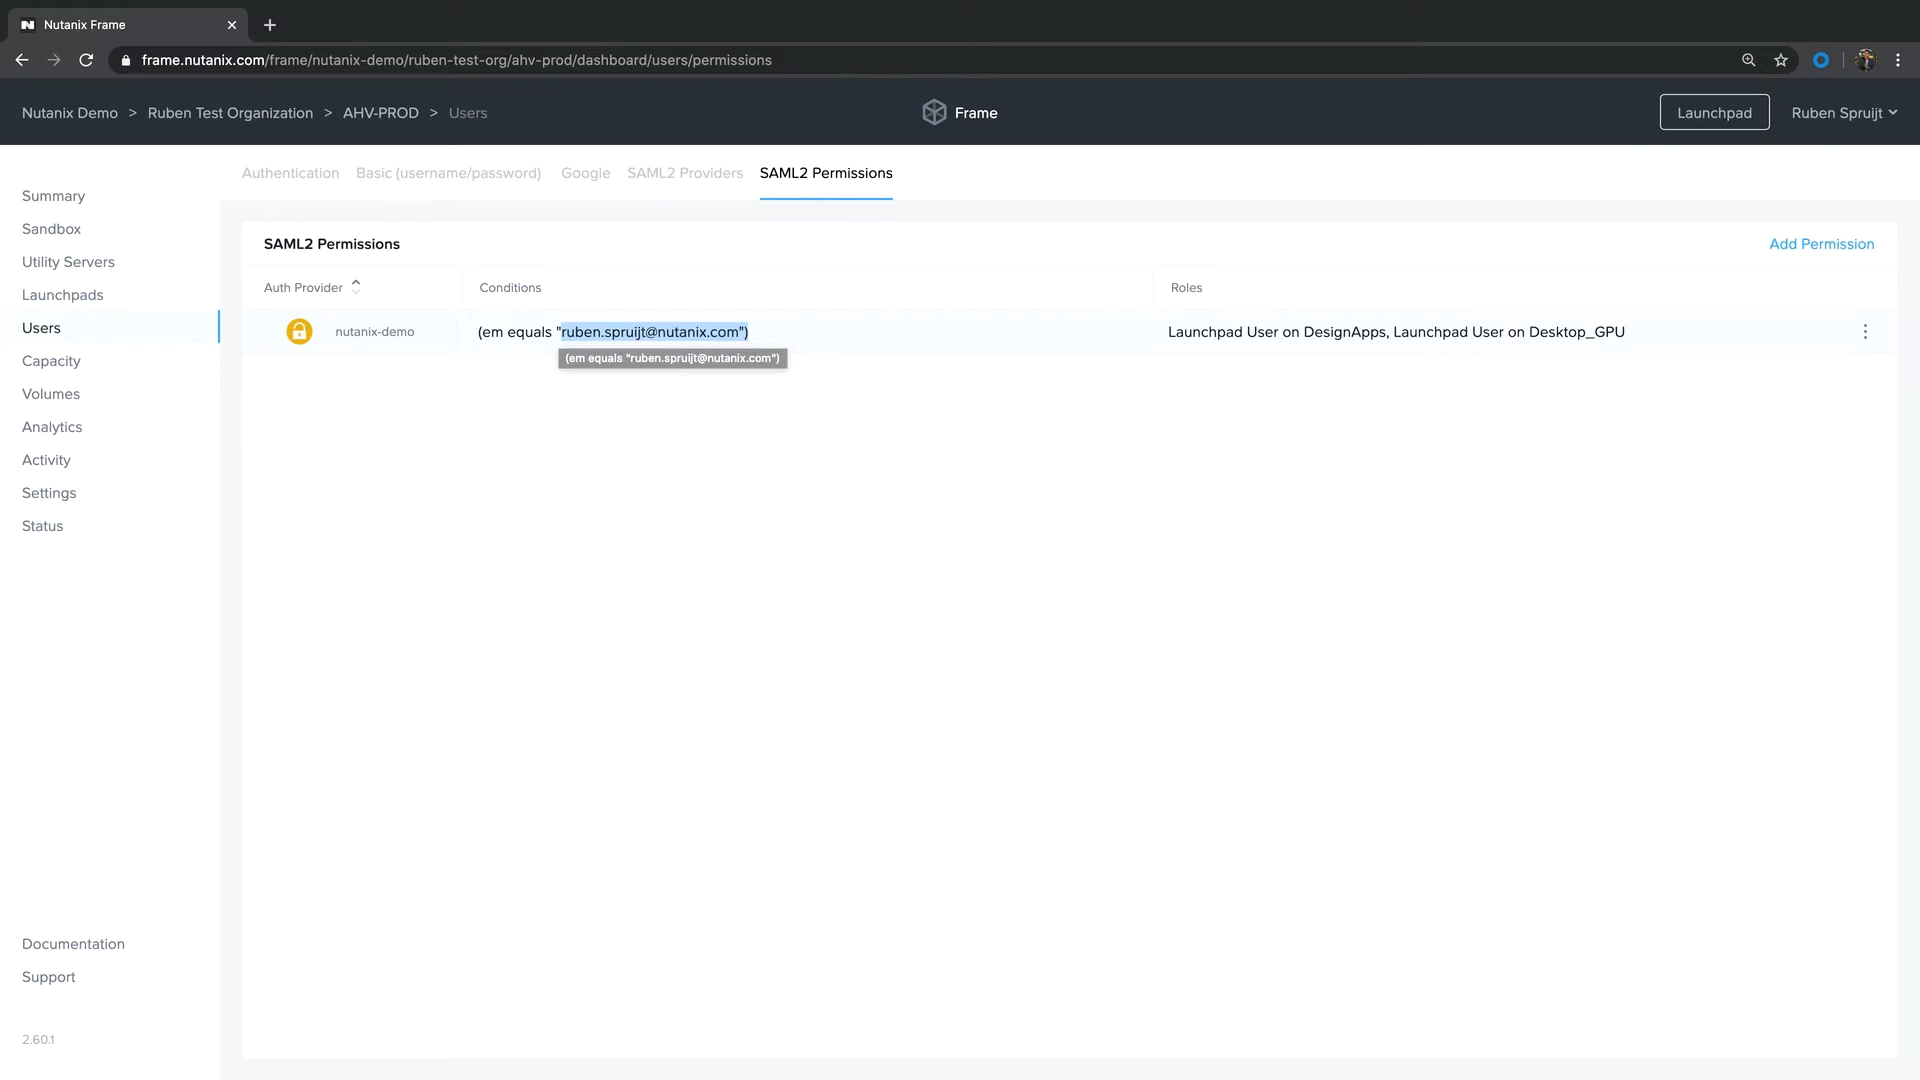 Nutanix Frame
frame.nutanix.com/frame/nutanix-demo/ruben-test-org/ahv-prod/dashboard/users/permissions
Nutanix Demo > Ruben Test Organization > AHV-PROD > Users
Frame
Launchpad
Ruben Spruijt
Authentication Basic (username/password) Google SAML2 Providers SAML2 Permissions
Summary
Sandbox
Utility Servers
Launchpads
Users
Capacity
Volumes
Analytics
Activity
Settings
Status
Documentation
Support
2.60.1
SAML2 Permissions
Add Permission
Auth Provider Conditions Roles
nutanix-demo (em equals "ruben.spruijt@nutanix.com") Launchpad User on DesignApps, Launchpad User on Desktop_GPU
(em equals "ruben.spruijt@nutanix.com")